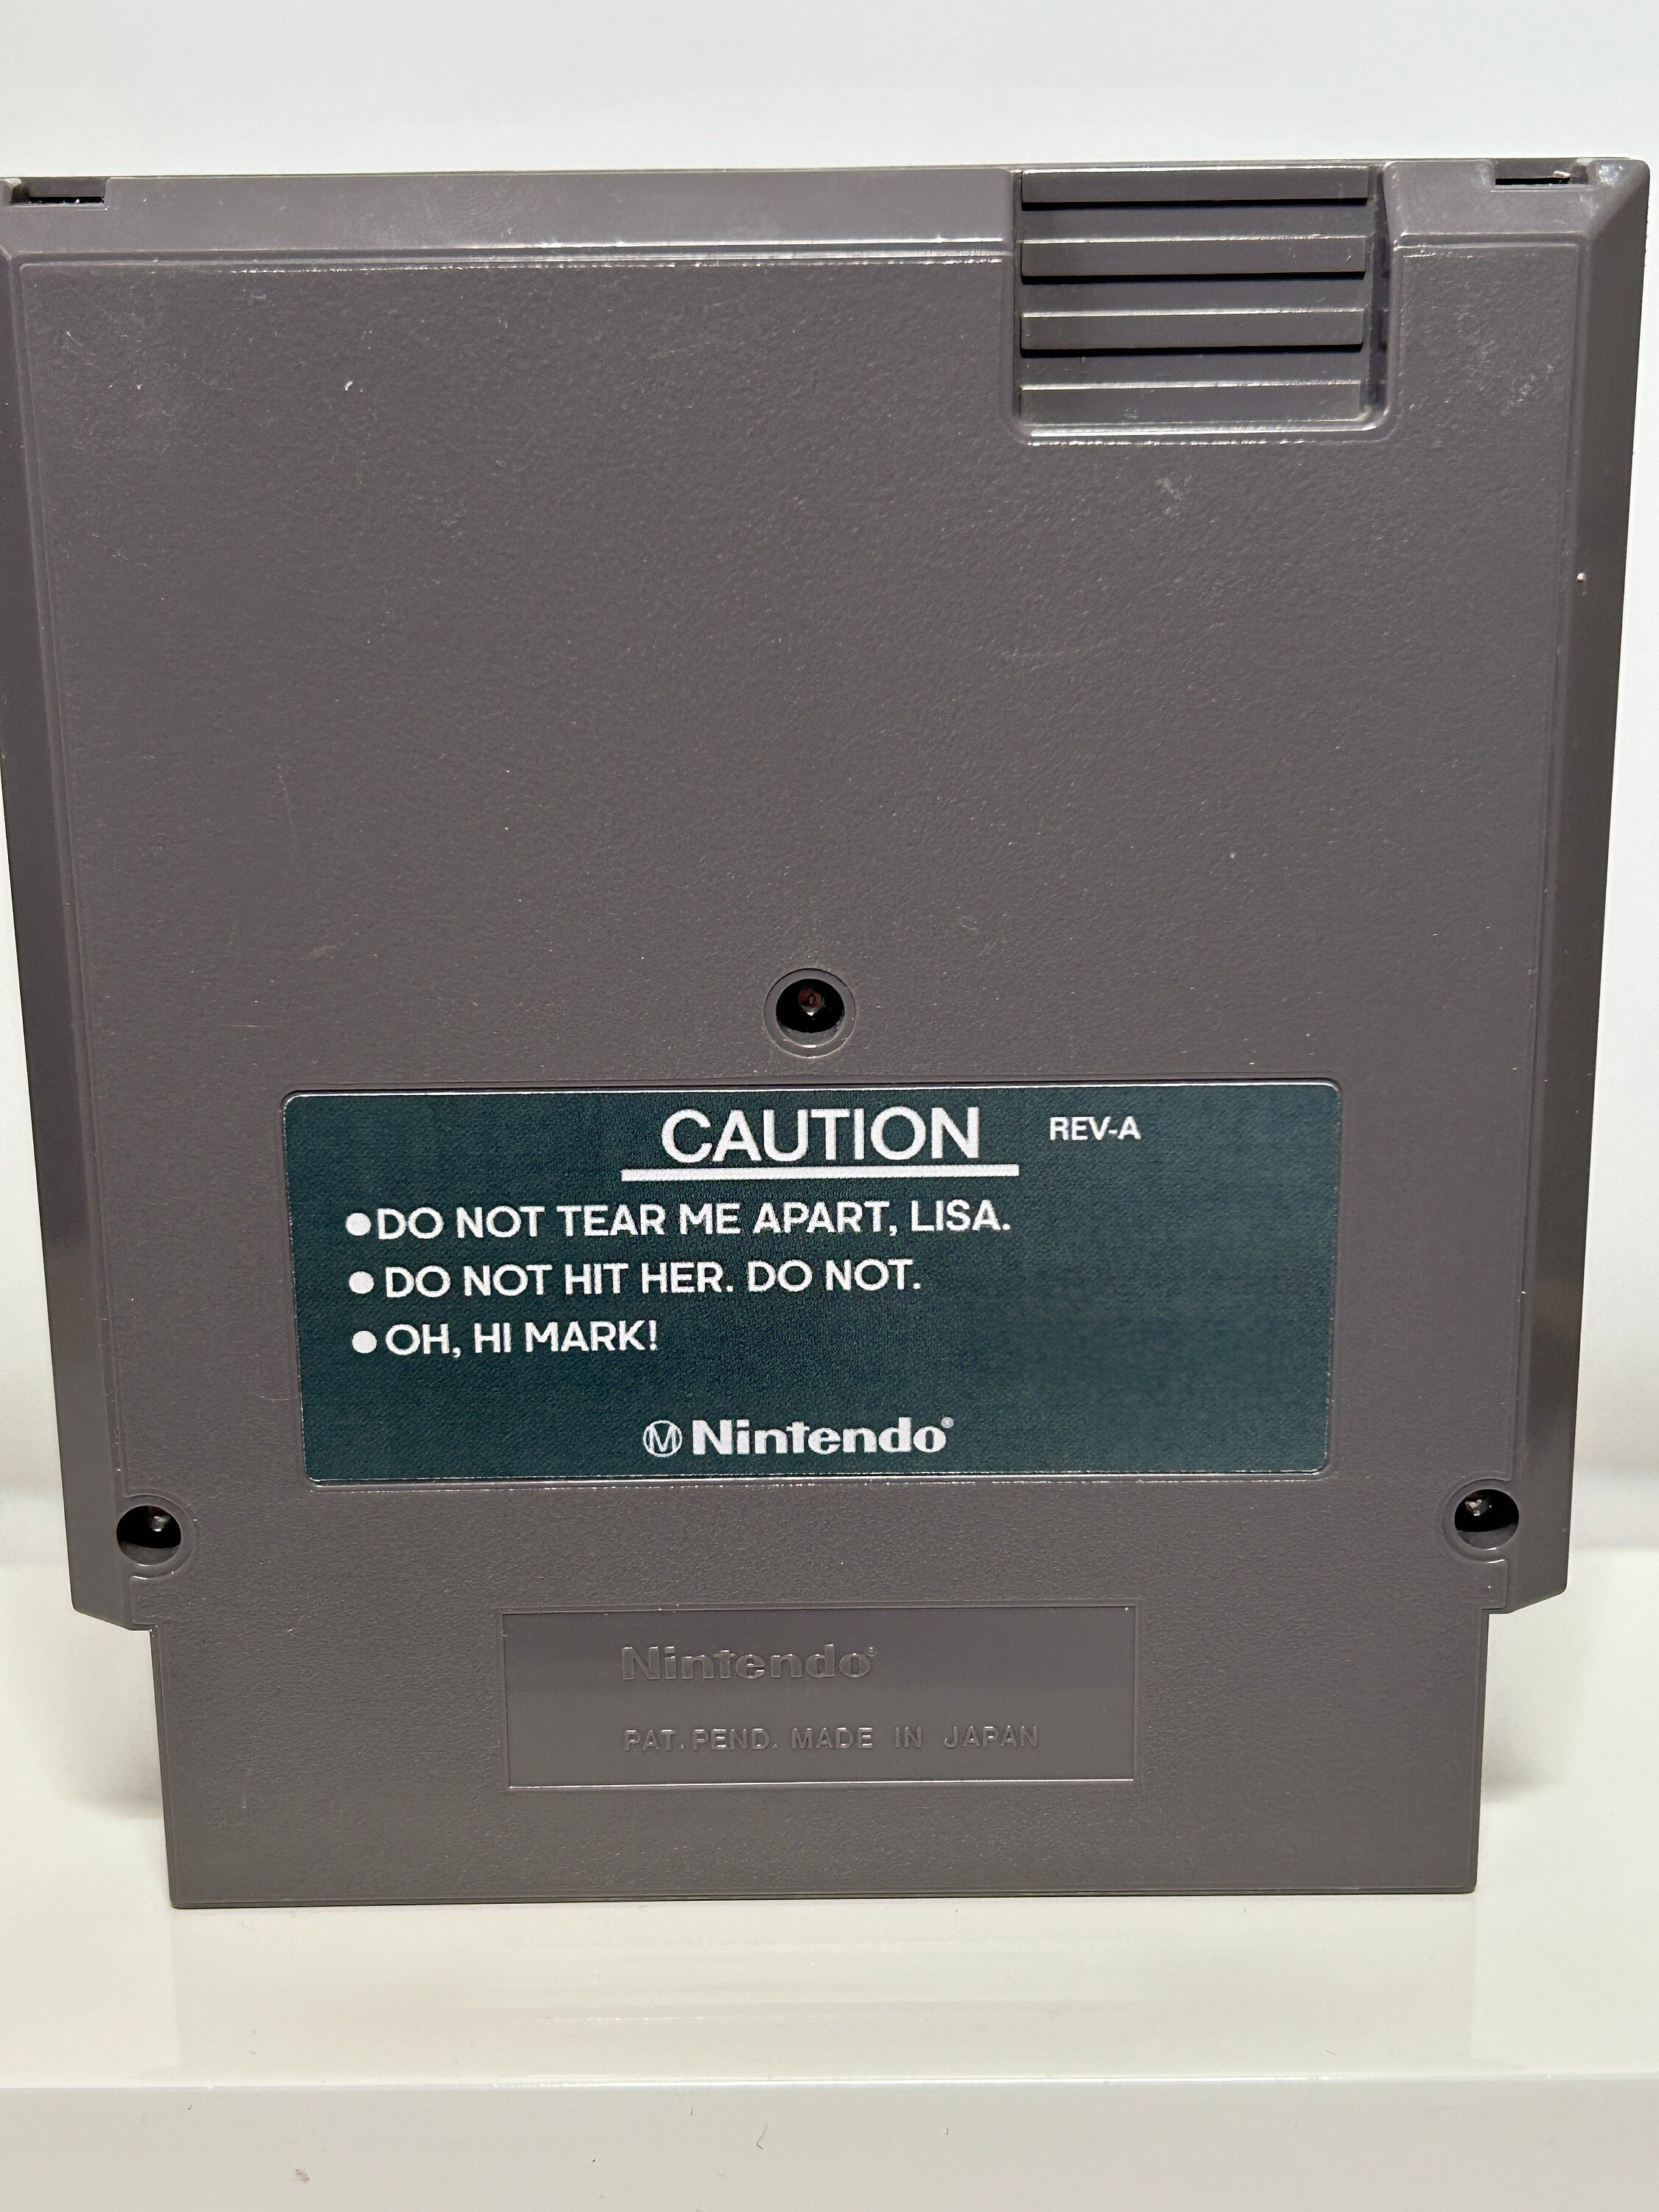 CAUTION REV-A
●DO NOT TEAR ME APART, LISA.
●DO NOT HIT HER. DO NOT.
●OH, HI MARK!
Ⓜ Nintendo®
Nintendo®
PAT. PEND. MADE IN JAPAN